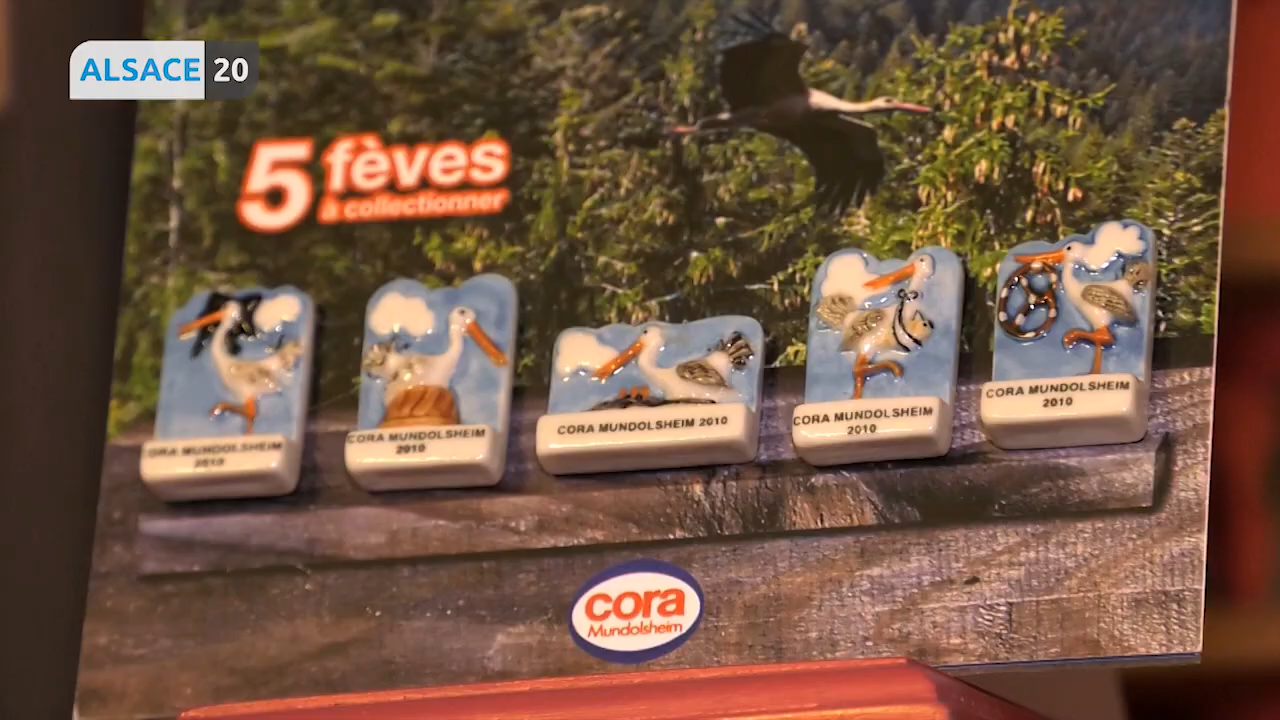 ALSACE 20
5 fèves
à collectionner
CORA MUNDOLSHEIM
2010
CORA MUNDOLSHEIM
2010
CORA MUNDOLSHEIM 2010
CORA MUNDOLSHEIM
2010
CORA MUNDOLSHEIM
2010
cora
Mundolsheim